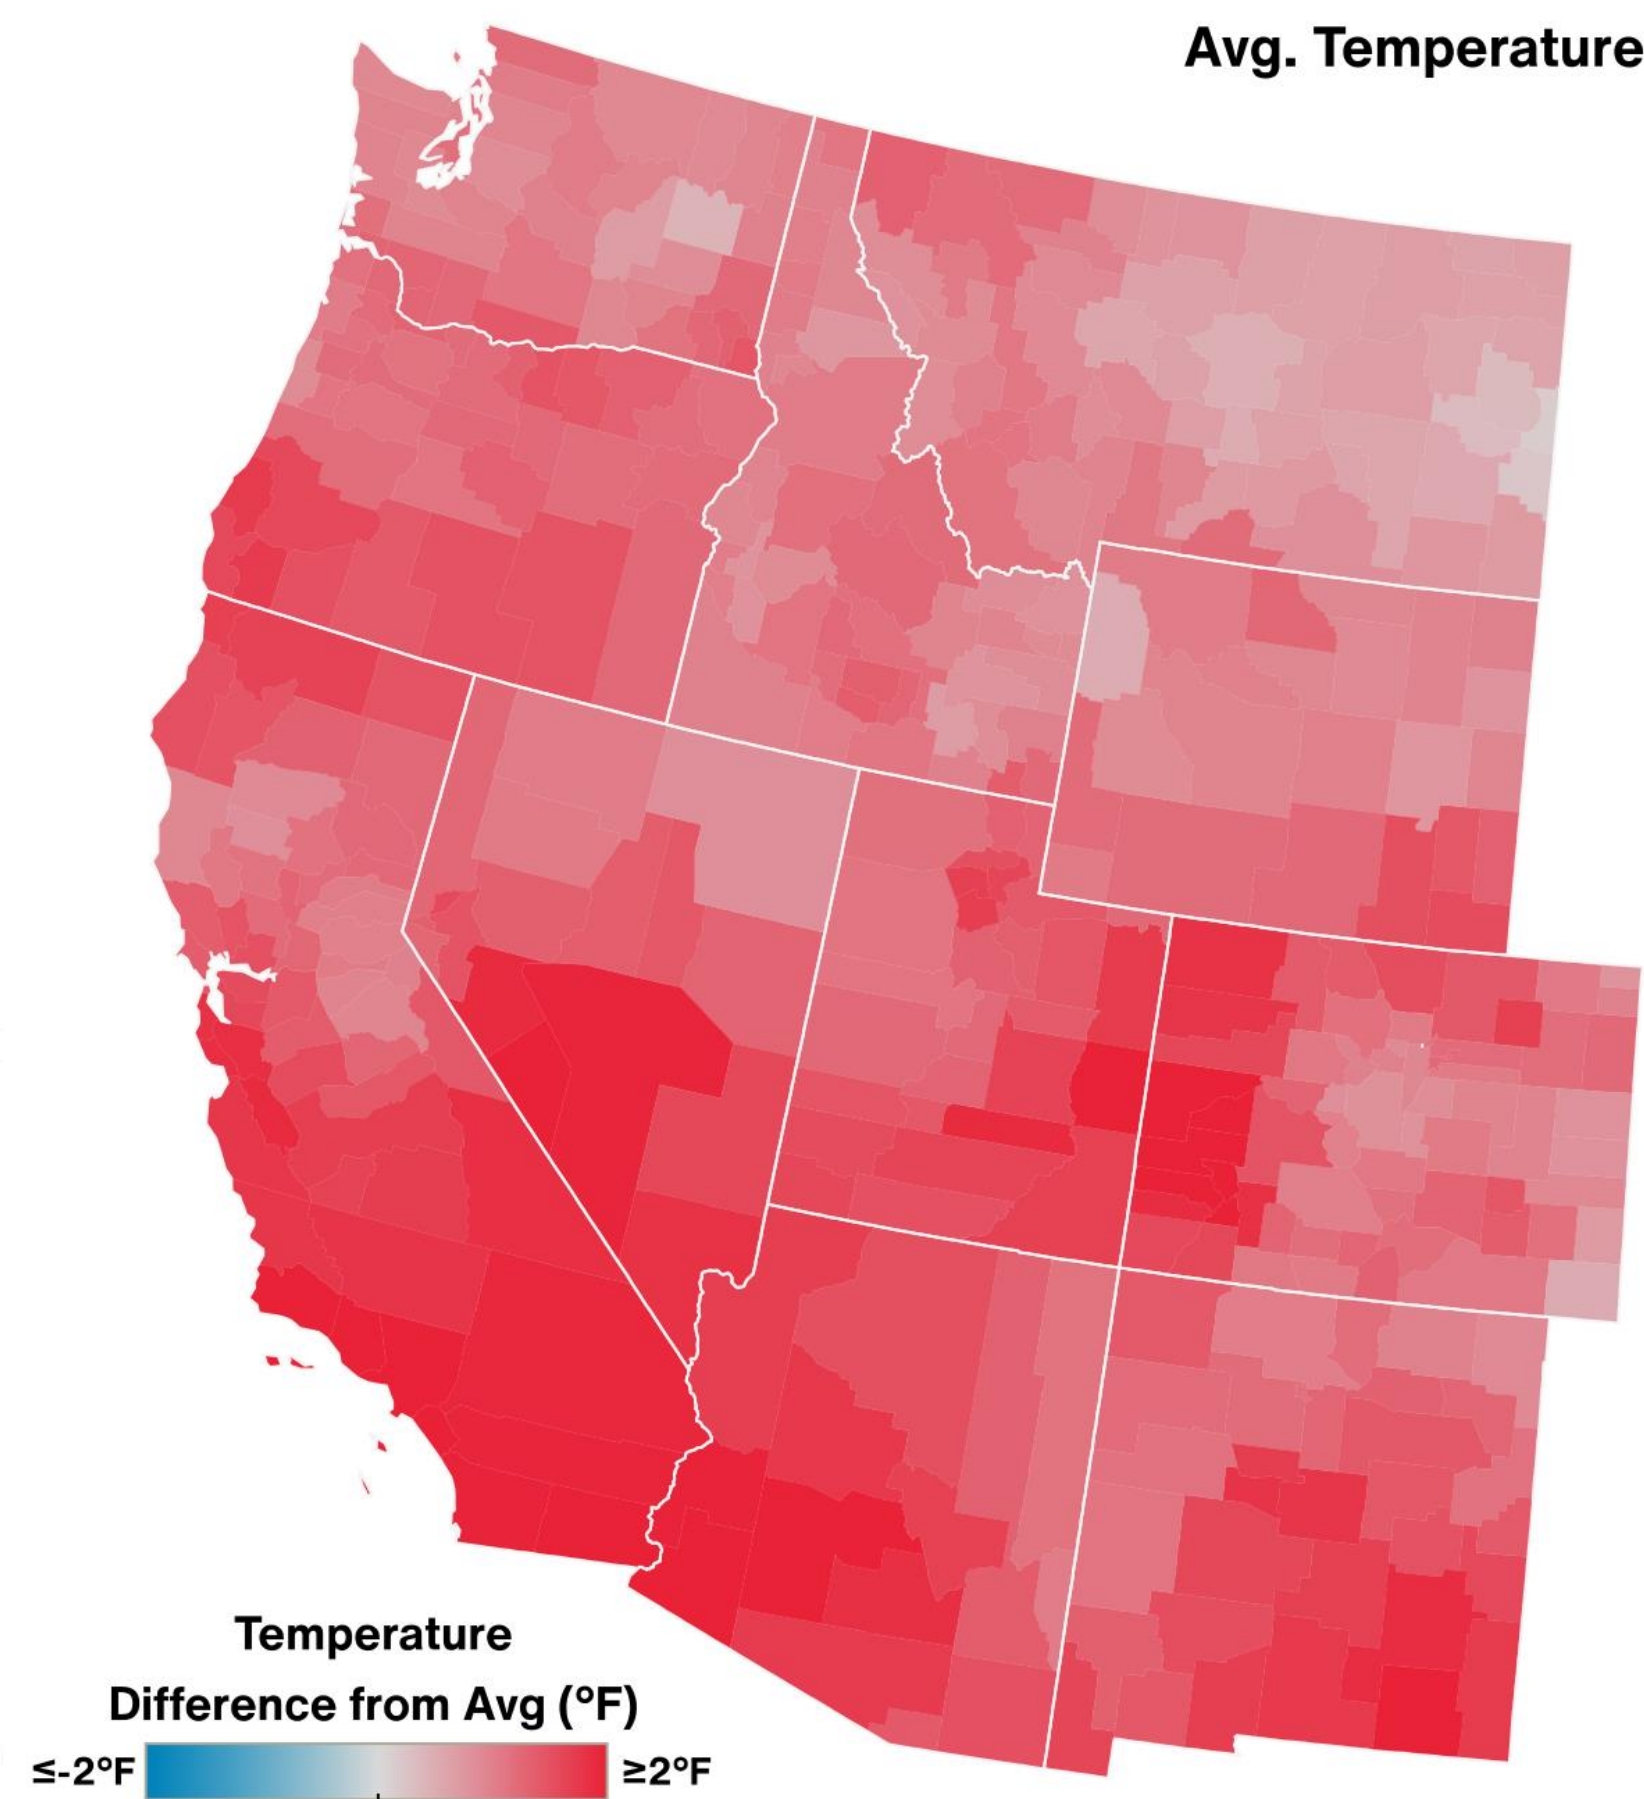 Avg. Temperature
Temperature
Difference from Avg (°F)
≤-2°F
≥2°F